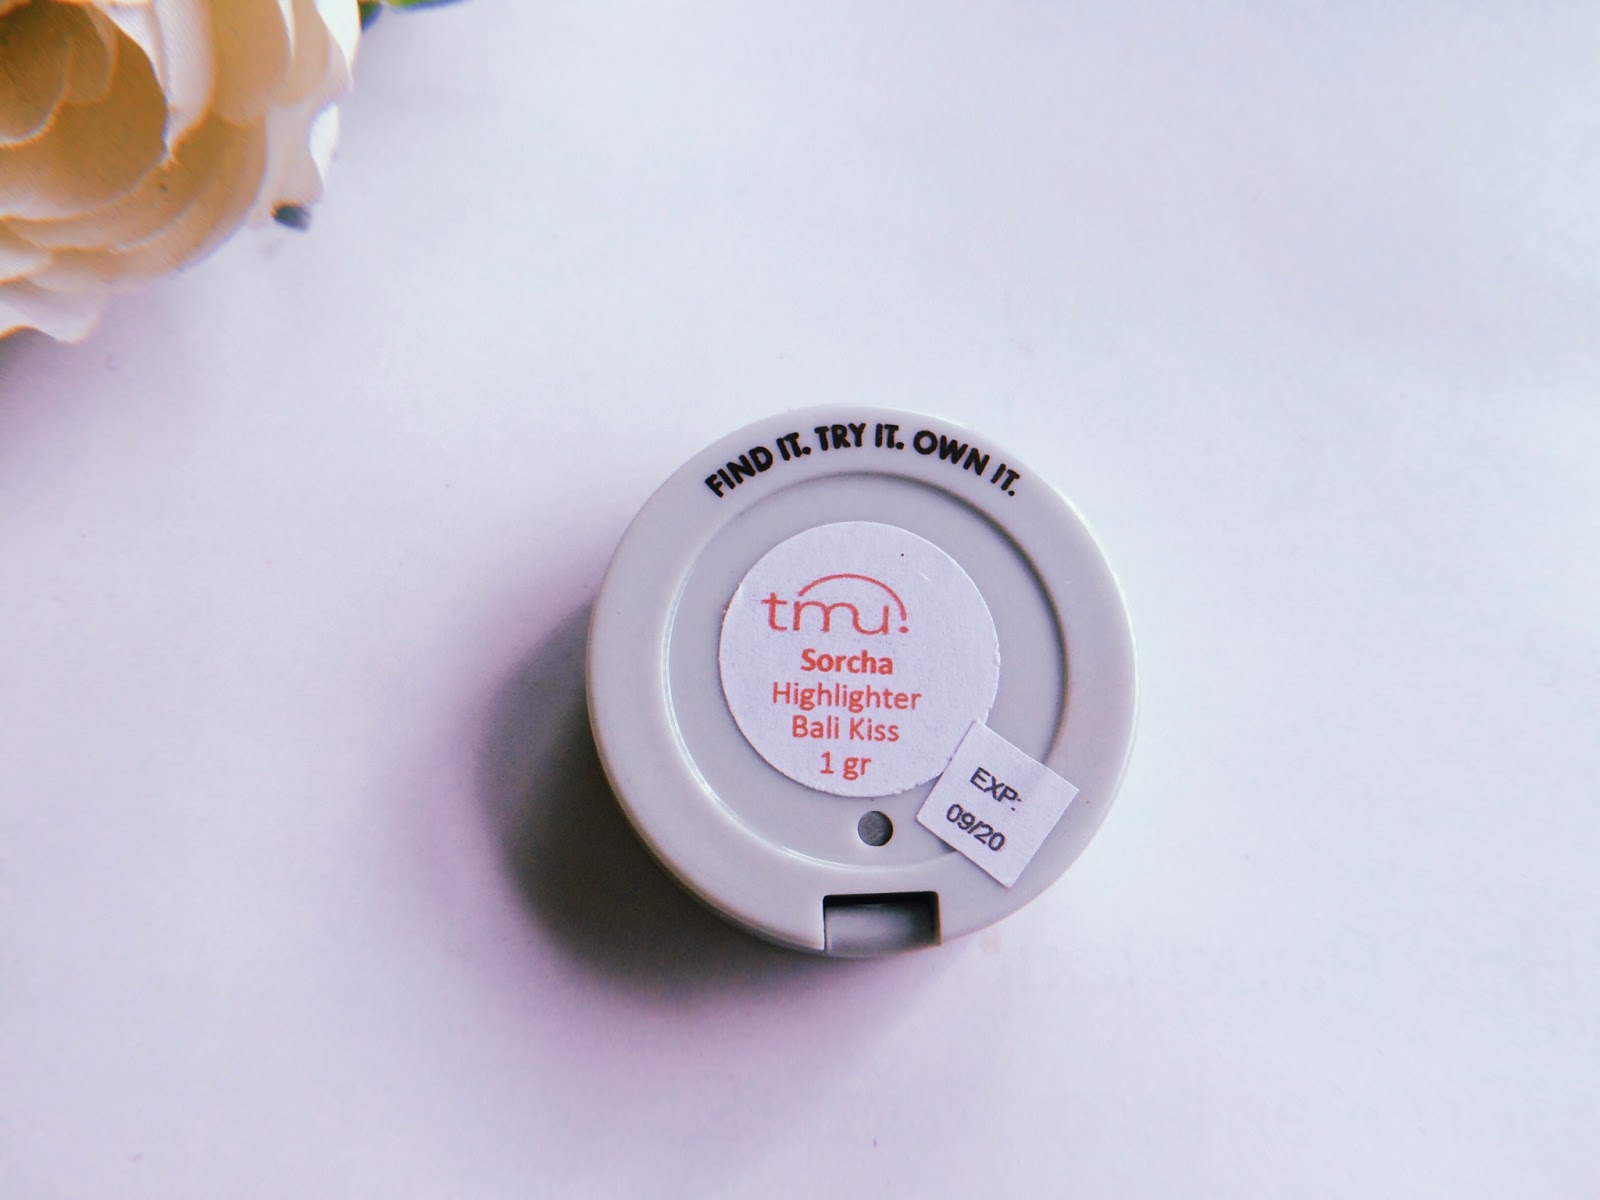 FIND IT. TRY IT. OWN IT.
tmu.
Sorcha
Highlighter
Bali Kiss
1 gr
EXP:
09/20